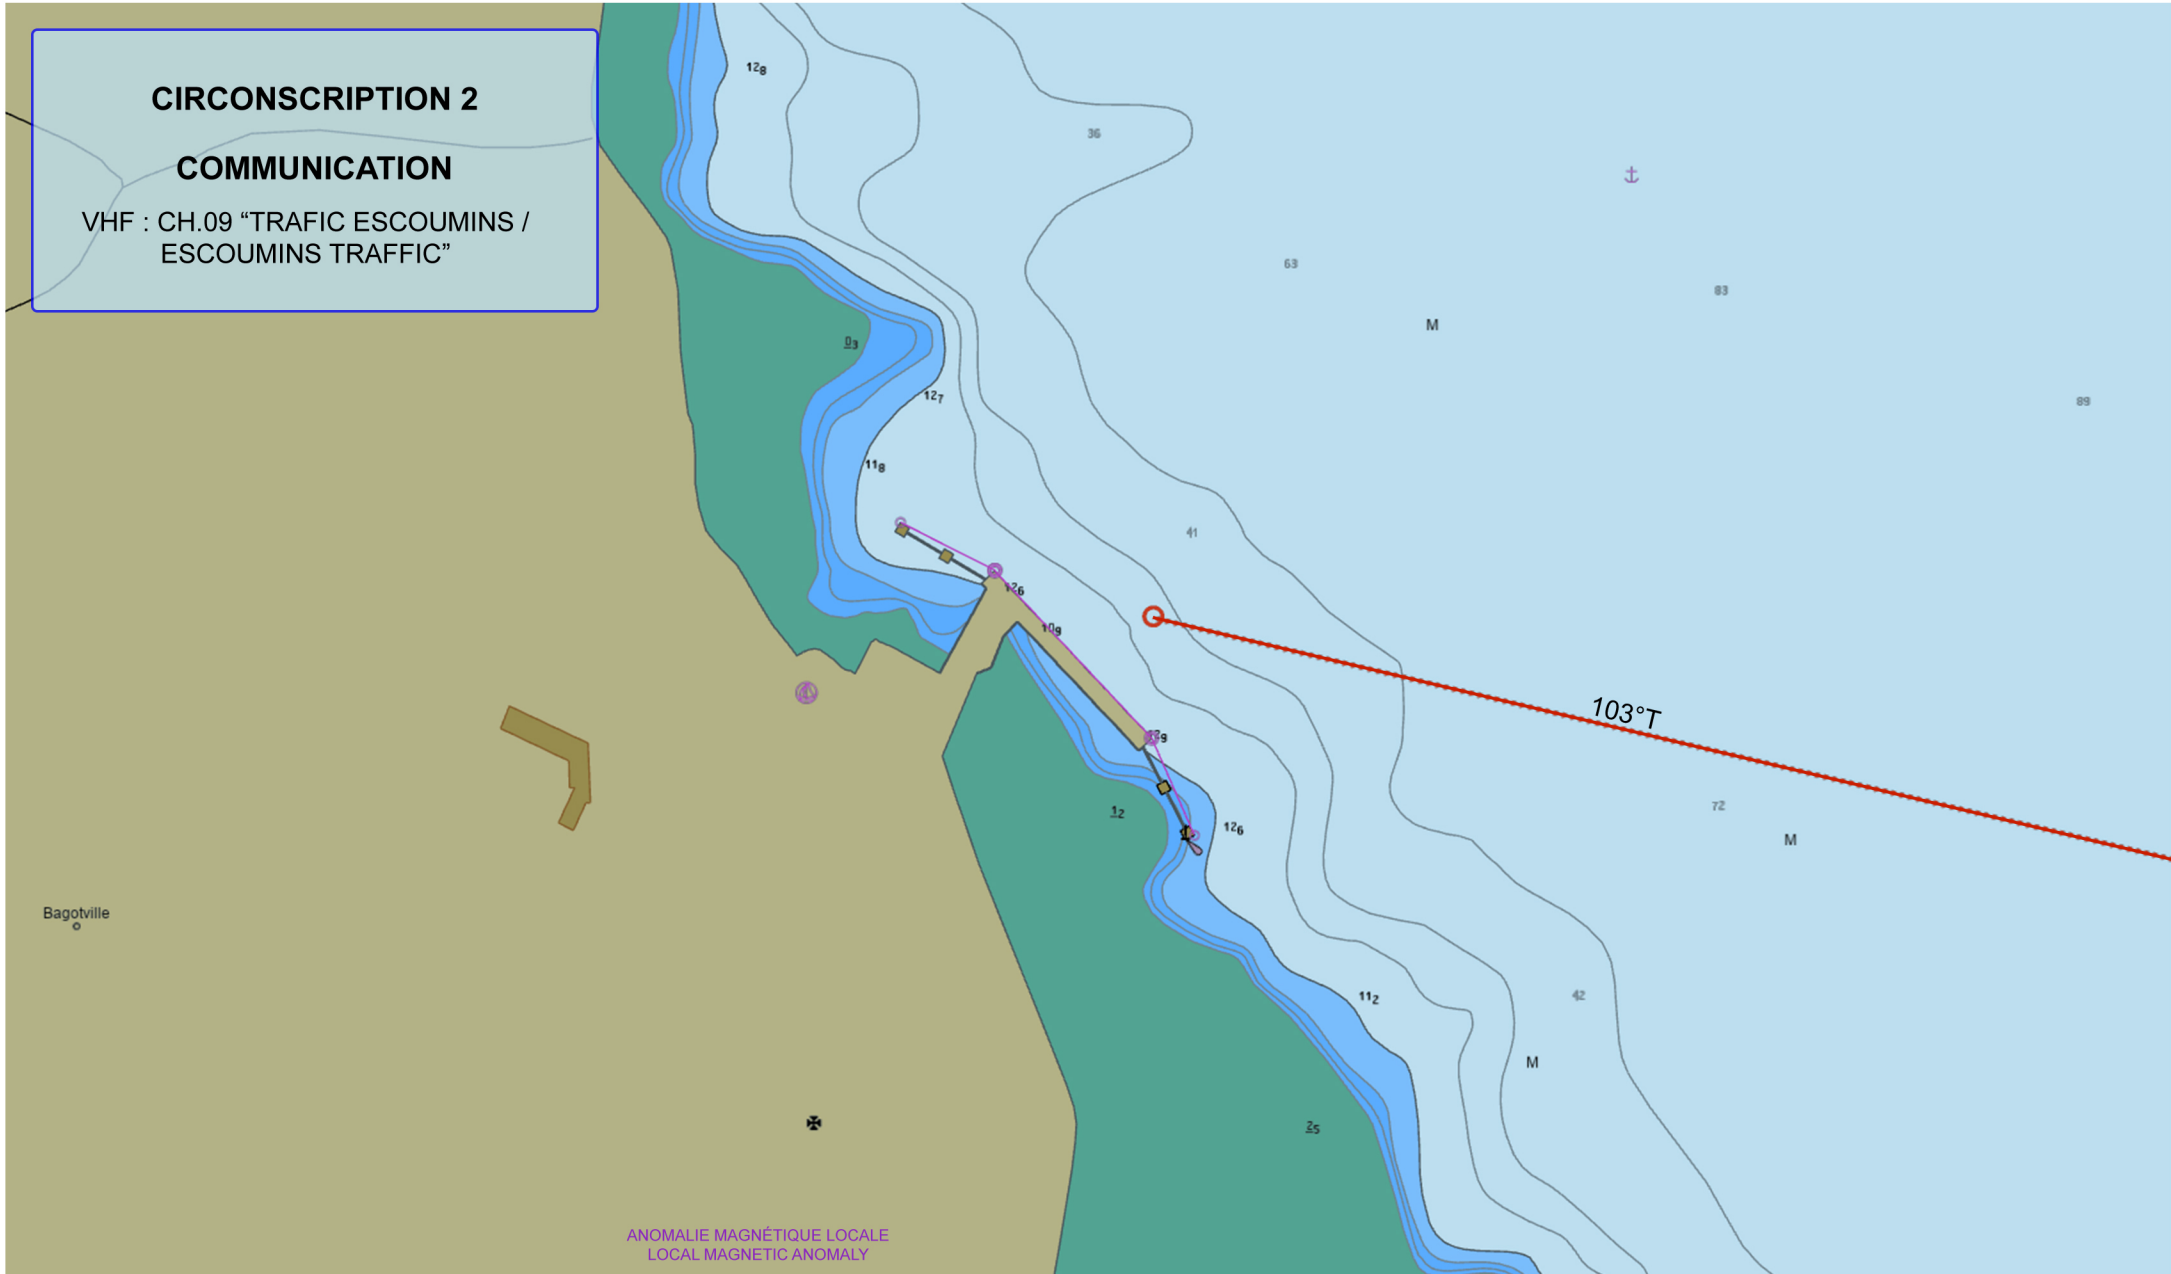 CIRCONSCRIPTION 2
COMMUNICATION
VHF : CH.09 “TRAFIC ESCOUMINS /
ESCOUMINS TRAFFIC”
12₈
36
63
83
M
0₃
12₇
89
11₈
41
12₆
10₉
103°T
12₉
72
1₂
12₆
M
Bagotville
11₂
42
M
2₅
ANOMALIE MAGNÉTIQUE LOCALE
LOCAL MAGNETIC ANOMALY